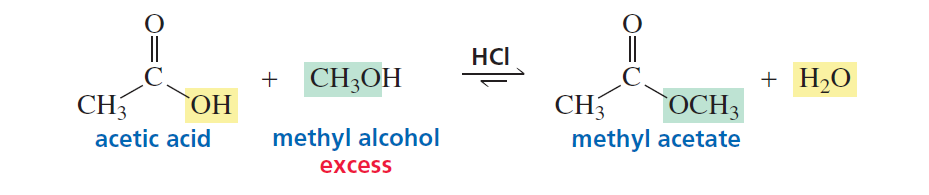 O O
HCl
C + CH₃OH C + H₂O
CH₃ OH CH₃ OCH₃
acetic acid methyl alcohol methyl acetate
excess